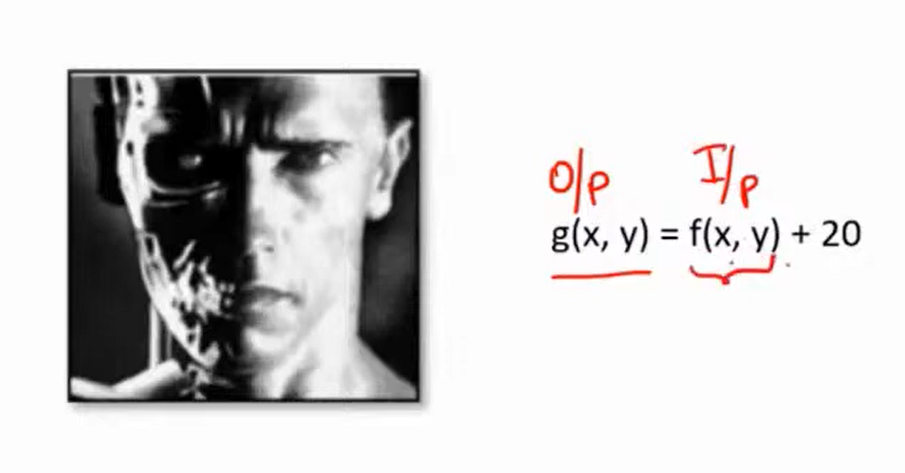 O/p I/p
g(x, y) = f(x, y) + 20